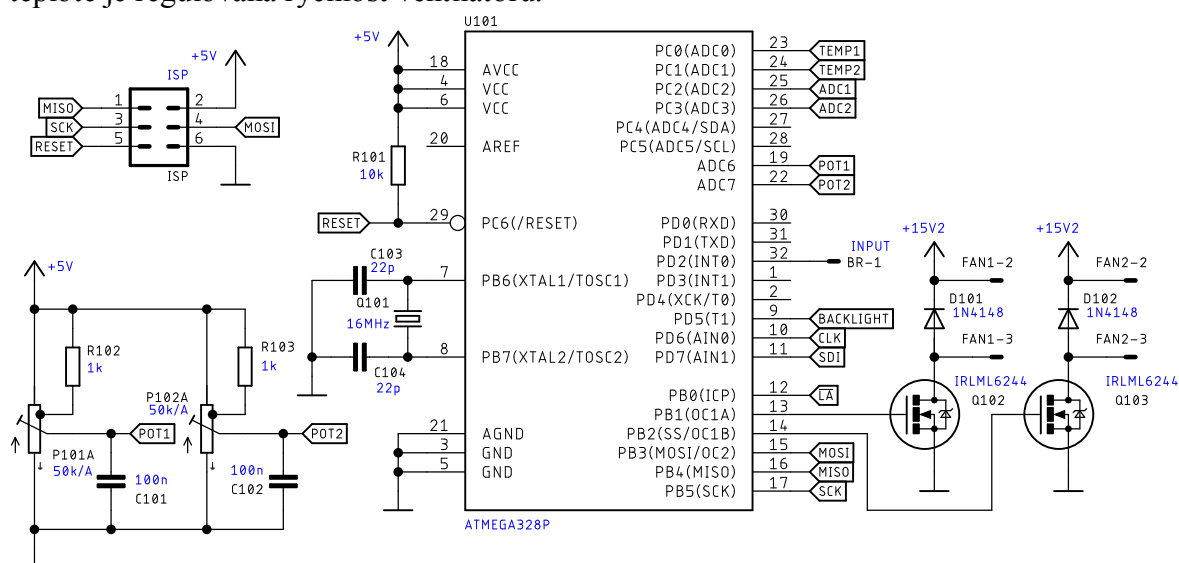 teplotě je regulována rychlost ventilátorů.
U101
+5V
ISP
+5V
MISO 1 2
SCK 3 4 MOSI
RESET 5 6
ISP
18 AVCC
4 VCC
6 VCC
20 AREF
R101
10k
RESET 29 PC6(/RESET)
C103
22p
7 PB6(XTAL1/TOSC1)
Q101
16MHz
8 PB7(XTAL2/TOSC2)
C104
22p
21 AGND
3 GND
5 GND
ATMEGA328P
PC0(ADC0) 23 TEMP1
PC1(ADC1) 24 TEMP2
PC2(ADC2) 25 ADC1
PC3(ADC3) 26 ADC2
PC4(ADC4/SDA) 27
PC5(ADC5/SCL) 28
ADC6 19 POT1
ADC7 22 POT2
PD0(RXD) 30
PD1(TXD) 31
PD2(INT0) 32
INPUT
BR-1
PD3(INT1) 1
PD4(XCK/T0) 2
PD5(T1) 9 BACKLIGHT
PD6(AIN0) 10 CLK
PD7(AIN1) 11 SDI
PB0(ICP) 12 LA
PB1(OC1A) 13
PB2(SS/OC1B) 14
PB3(MOSI/OC2) 15 MOSI
PB4(MISO) 16 MISO
PB5(SCK) 17 SCK
+5V
R102
1k
R103
1k
P102A
50k/A
POT1
POT2
P101A
50k/A
100n
C101
100n
C102
+15V2
FAN1-2
D101
1N4148
FAN1-3
IRLML6244
Q102
+15V2
FAN2-2
D102
1N4148
FAN2-3
IRLML6244
Q103